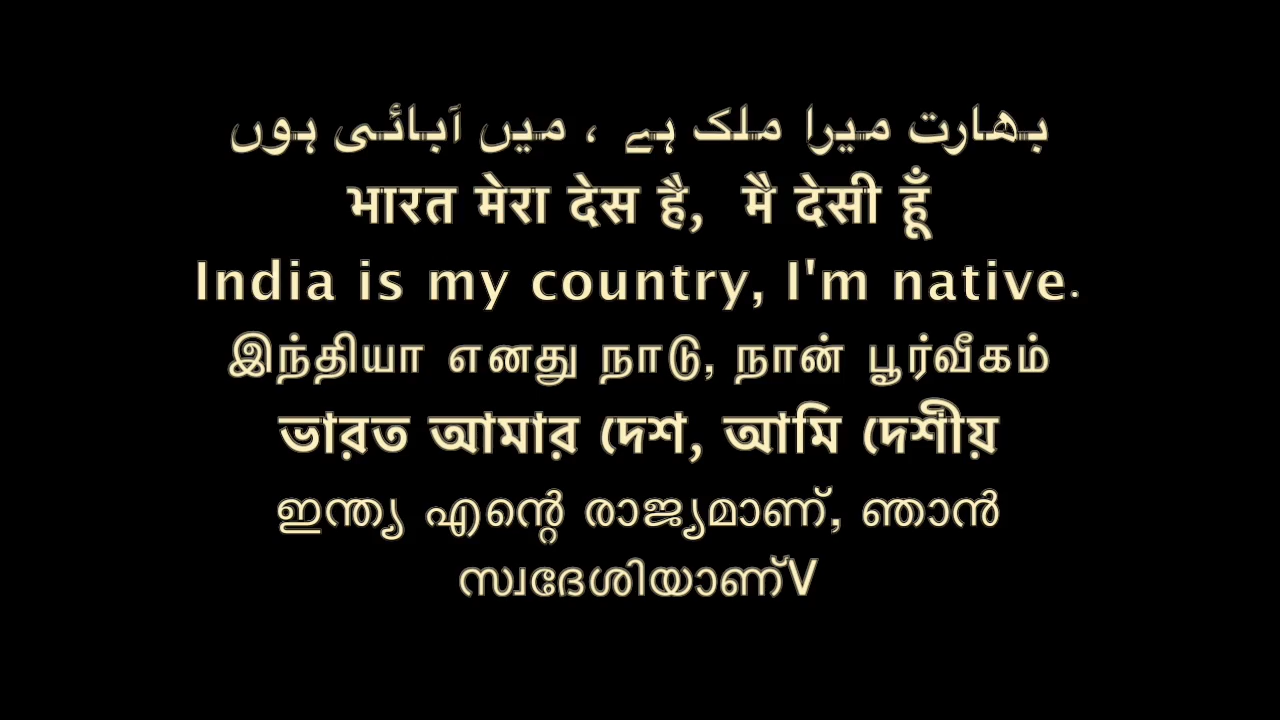 بھارت میرا ملک ہے ، میں آبائی ہوں
भारत मेरा देस है, मै देसी हूँ
India is my country, I'm native.
இந்தியா எனது நாடு, நான் பூர்வீகம்
ভারত আমার দেশ, আমি দেশীয়
ഇന്ത്യ എന്റെ രാജ്യമാണ്, ഞാൻ
സ്വദേശിയാണ്V